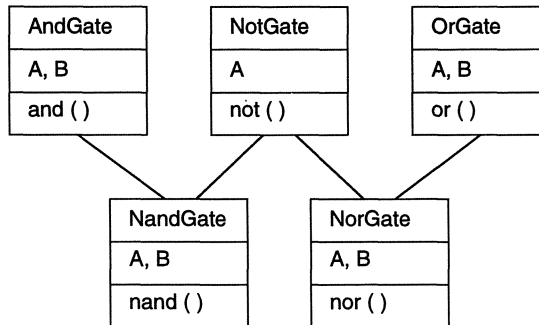 AndGate
A, B
and ( )
NotGate
A
not ( )
OrGate
A, B
or ( )
NandGate
A, B
nand ( )
NorGate
A, B
nor ( )